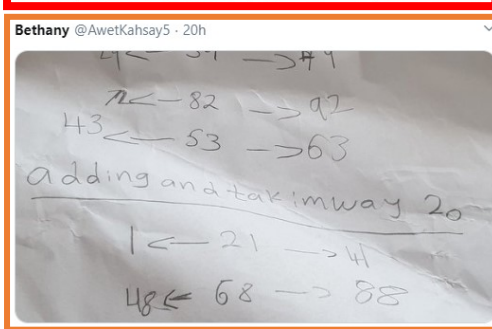 Bethany @AwetKahsay5 · 20h
<— —> 49
72 <— 82 —> 92
43 <— 53 —> 63
adding and takimway 20
1 <— 21 —> 41
48 <— 68 —> 88